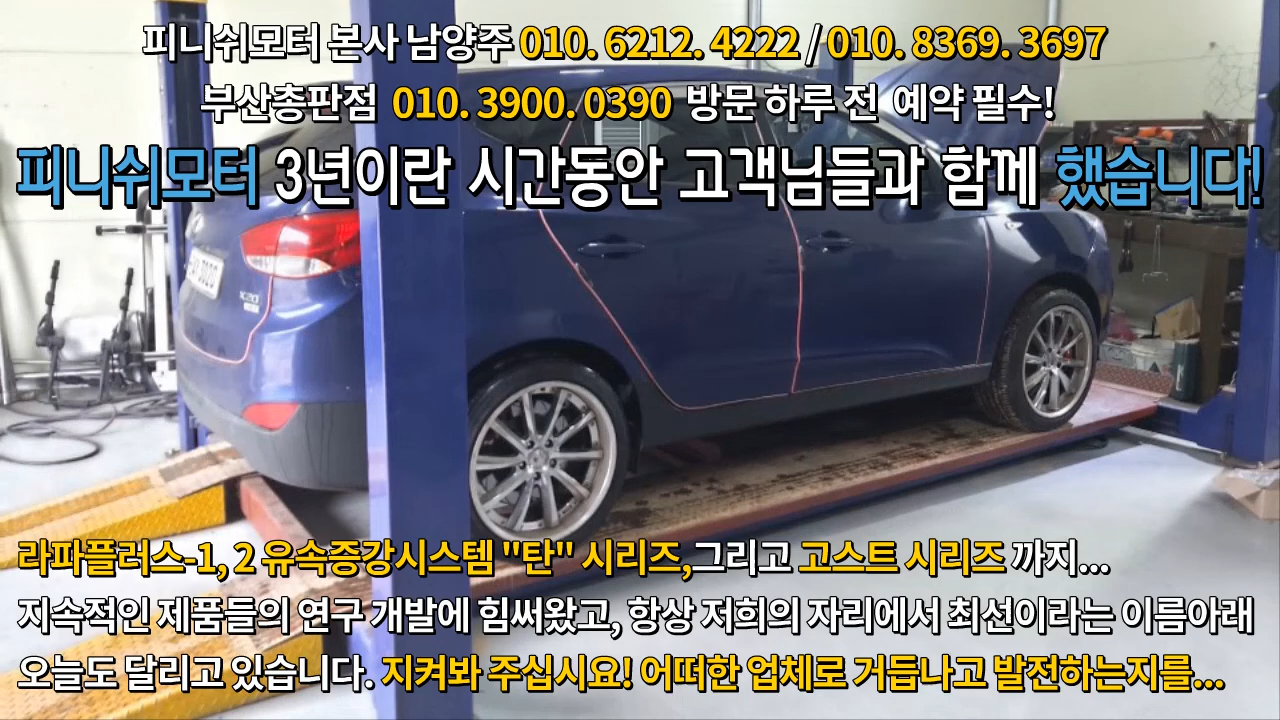 피니쉬모터 본사 남양주 010. 6212. 4222 / 010. 8369. 3697
부산총판점 010. 3900. 0390 방문 하루 전 예약 필수!
피니쉬모터 3년이란 시간동안 고객님들과 함께 했습니다!
라파플러스-1, 2 유속증강시스템 "탄" 시리즈,그리고 고스트 시리즈 까지...
지속적인 제품들의 연구 개발에 힘써왔고, 항상 저희의 자리에서 최선이라는 이름아래
오늘도 달리고 있습니다. 지켜봐 주십시요! 어떠한 업체로 거듭나고 발전하는지를...